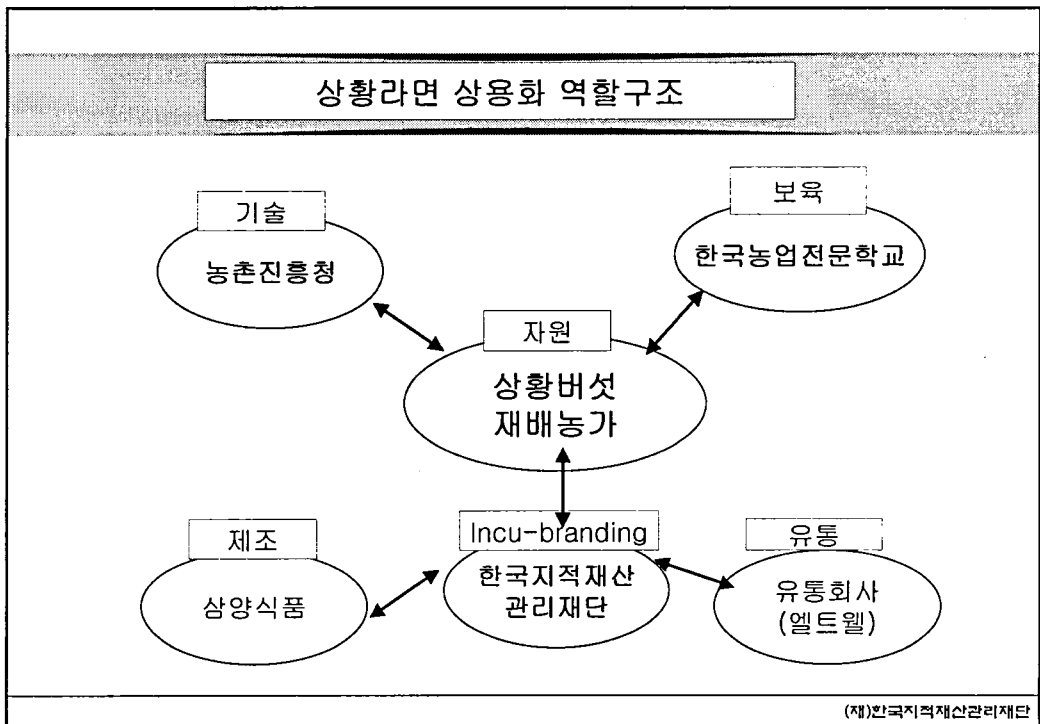 상황라면 상용화 역할구조
기술
농촌진흥청
보육
한국농업전문학교
자원
상황버섯
재배농가
제조
삼양식품
Incu-branding
한국지적재산
관리재단
유통
유통회사
(엘트웰)
(재)한국지적재산관리재단